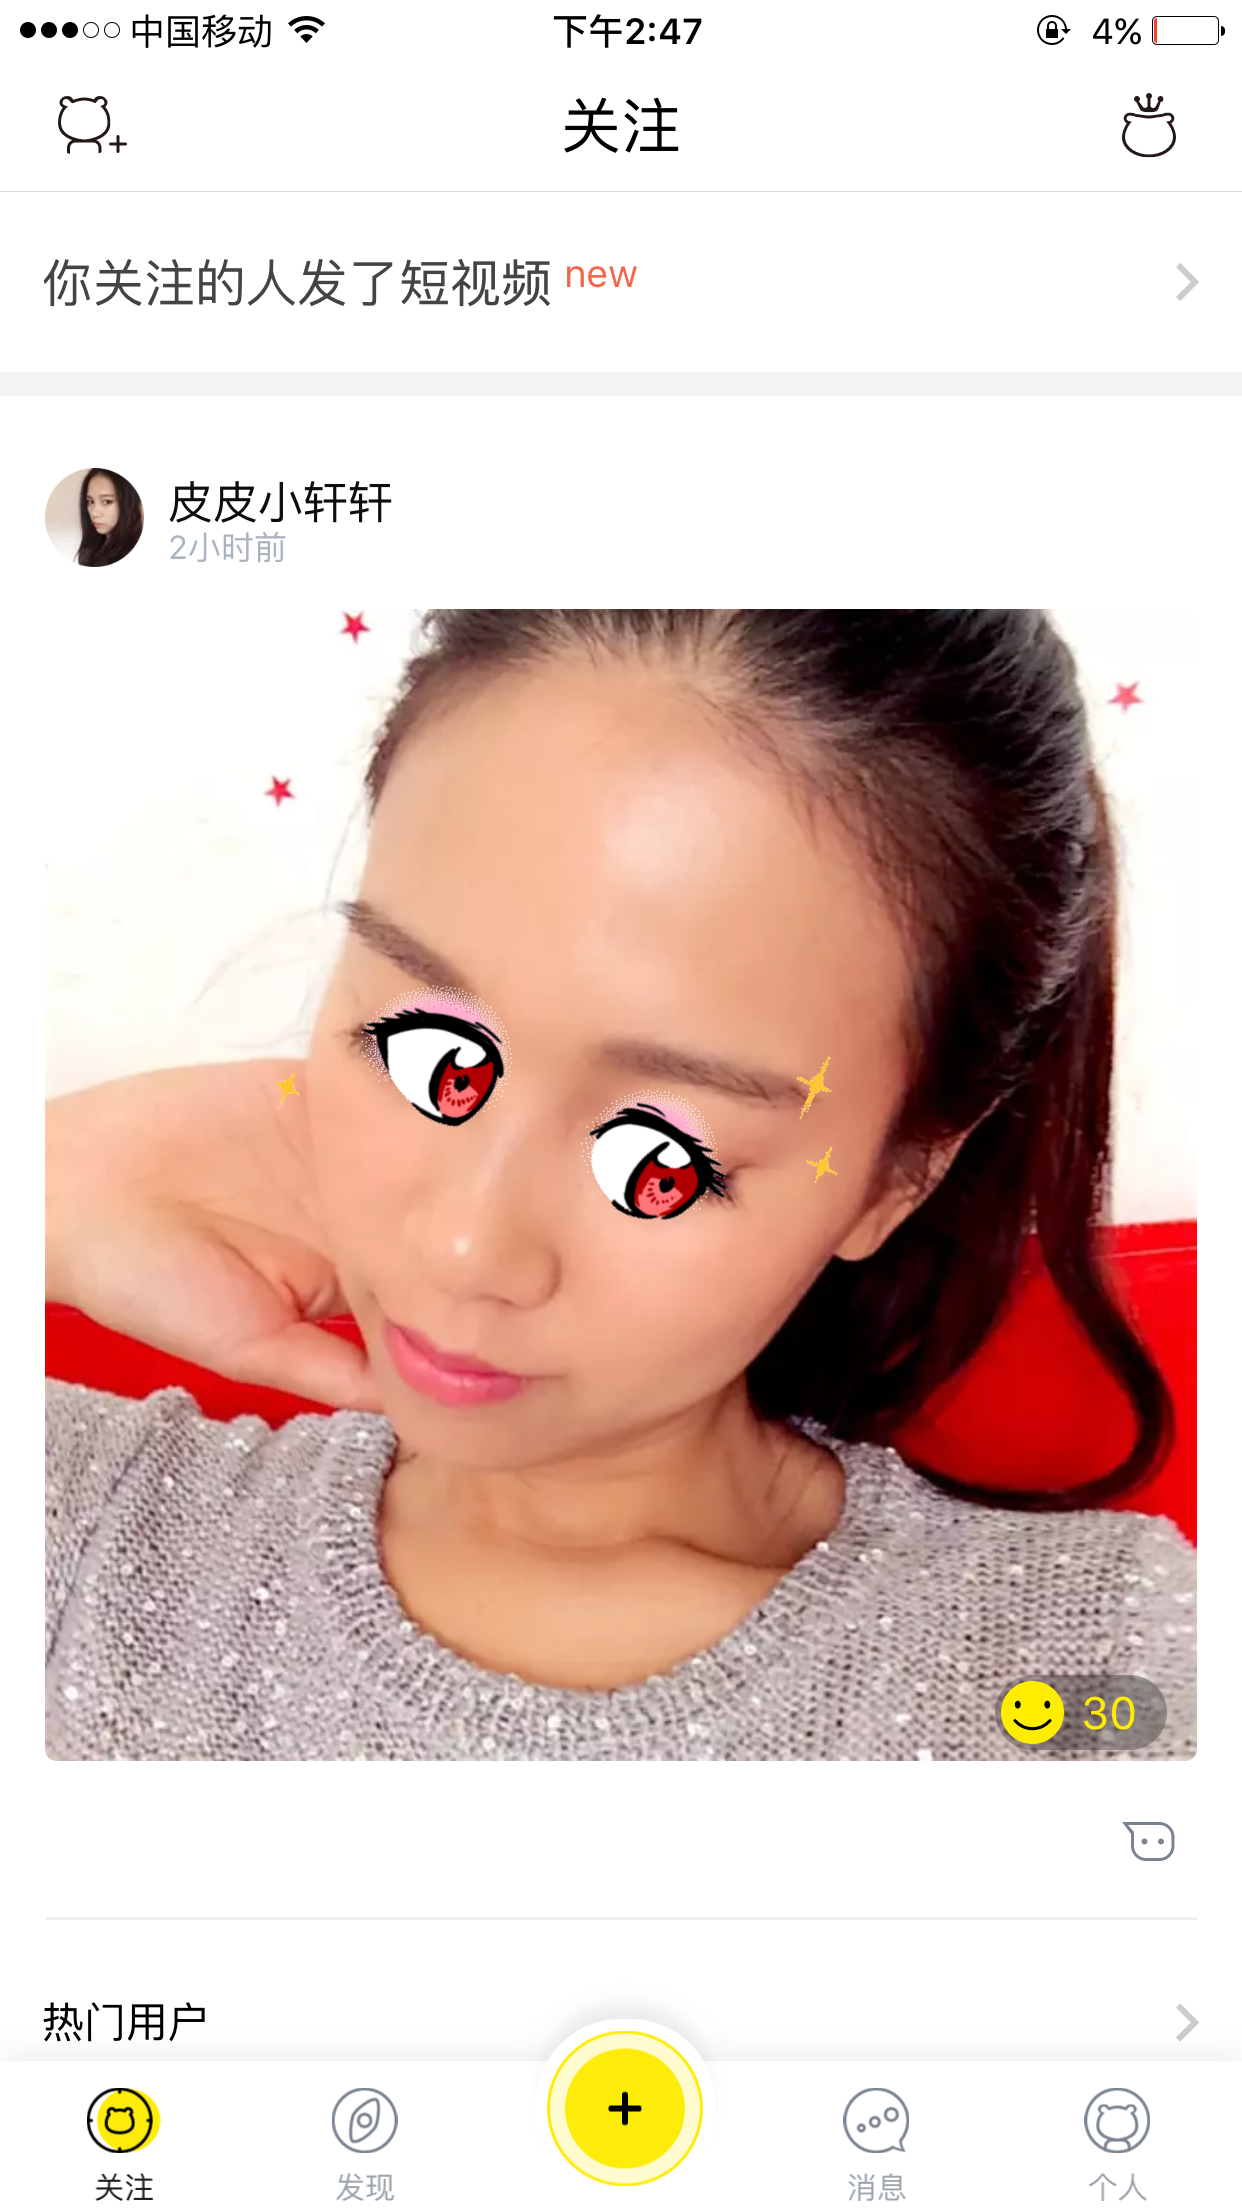 中国移动 下午2:47 4%
关注
你关注的人发了短视频 new
皮皮小轩轩
2小时前
30
热门用户
关注 发现 消息 个人